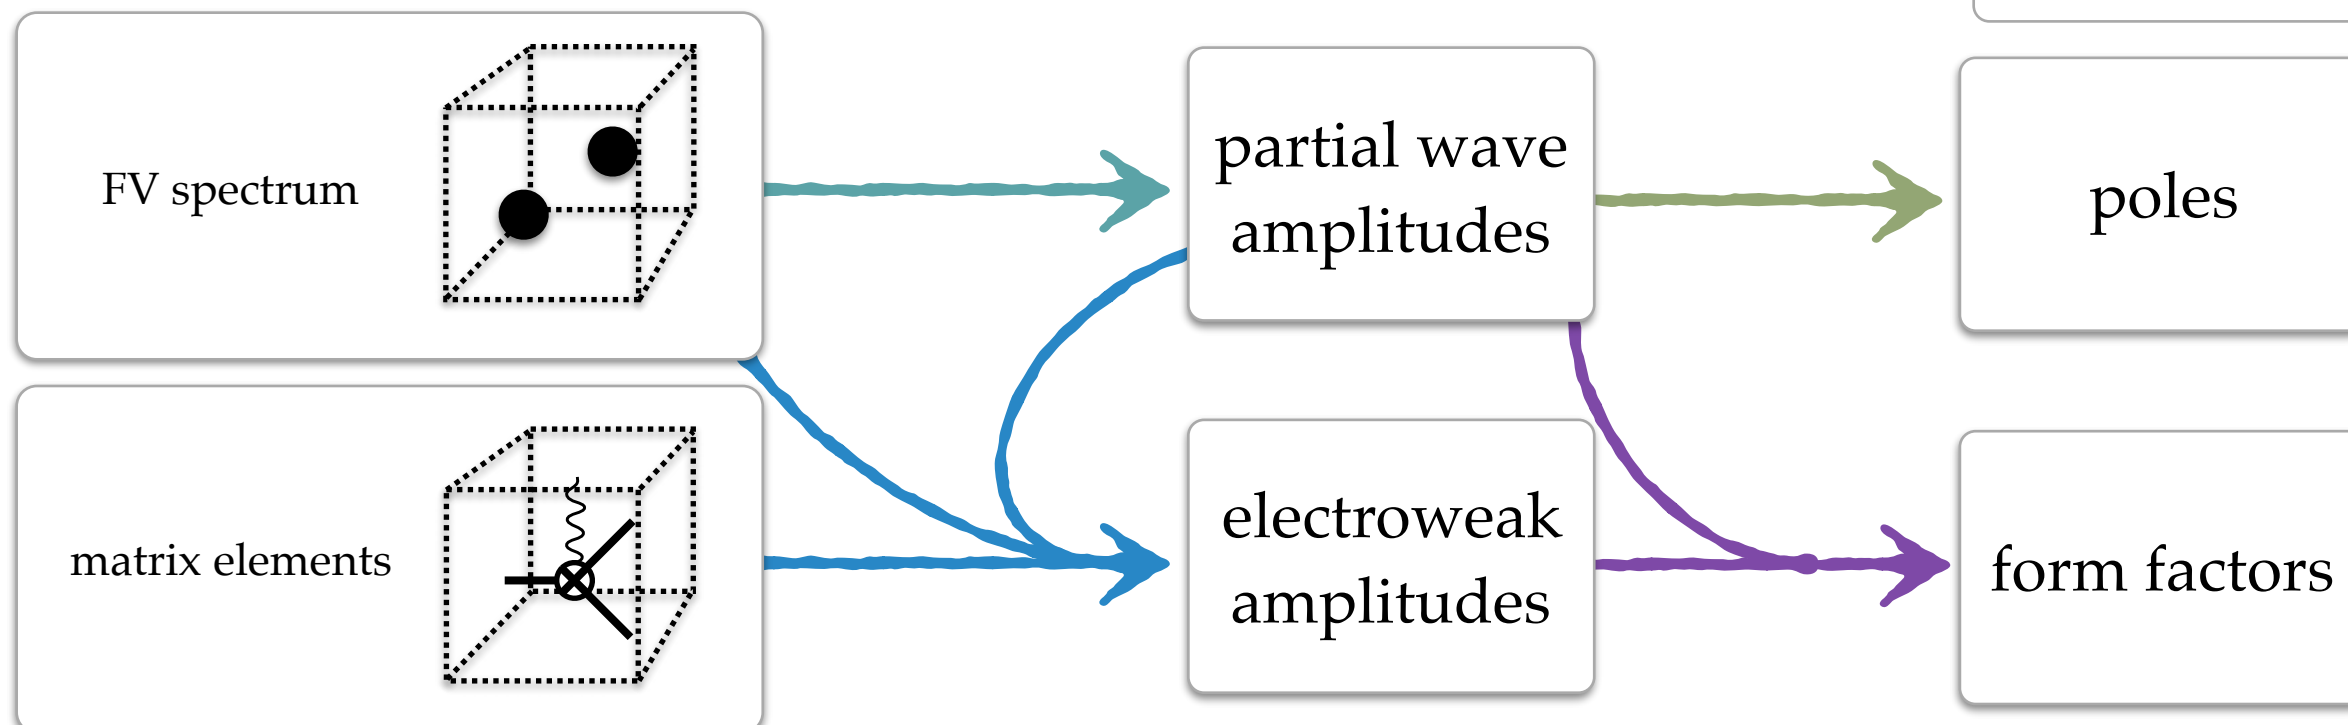 FV spectrum
partial wave
amplitudes
poles
matrix elements
electroweak
amplitudes
form factors